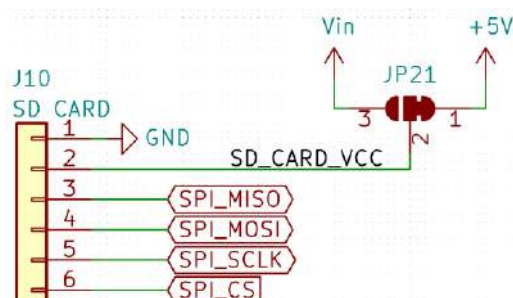 Vin +5V
J10 JP21
SD CARD
3 2 1
1 GND
2 SD_CARD_VCC
3 SPI_MISO
4 SPI_MOSI
5 SPI_SCLK
6 SPI_CS